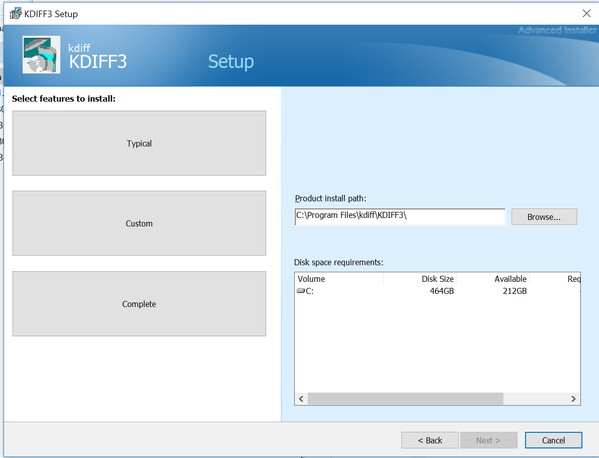 KDIFF3 Setup
Advanced Installer
kdiff
KDIFF3
Setup
Select features to install:
Typical
Custom
Complete
Product install path:
C:\Program Files\kdiff\KDIFF3\
Browse...
Disk space requirements:
Volume Disk Size Available Req
C: 464GB 212GB
< Back
Next >
Cancel